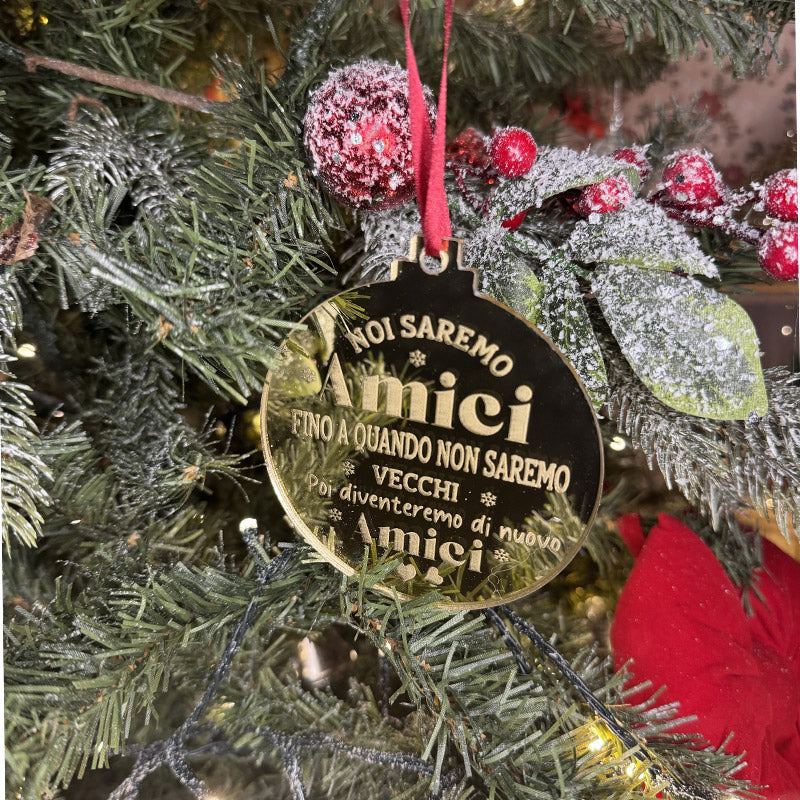 NOI SAREMO
Amici
FINO A QUANDO NON SAREMO
VECCHI
Poi diventeremo di nuovo
Amici